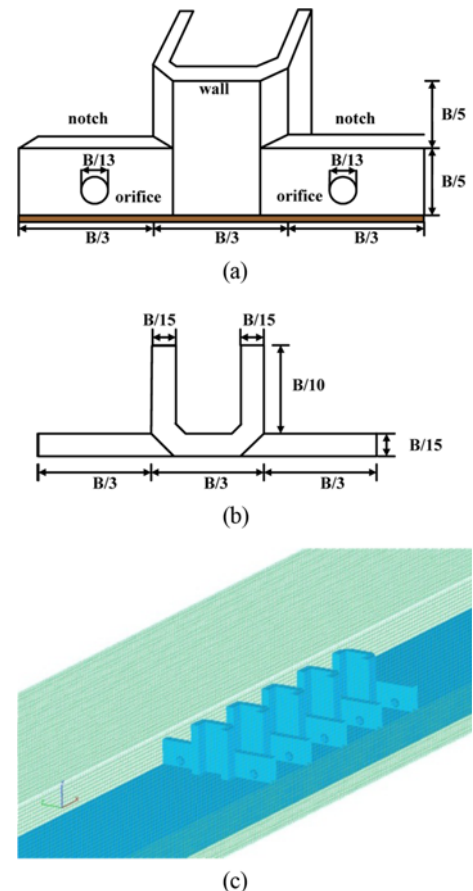 wall
notch
notch
B/5
B/13
B/13
orifice
orifice
B/5
B/3
B/3
B/3
(a)
B/15
B/15
B/10
B/15
B/3
B/3
B/3
(b)
(c)